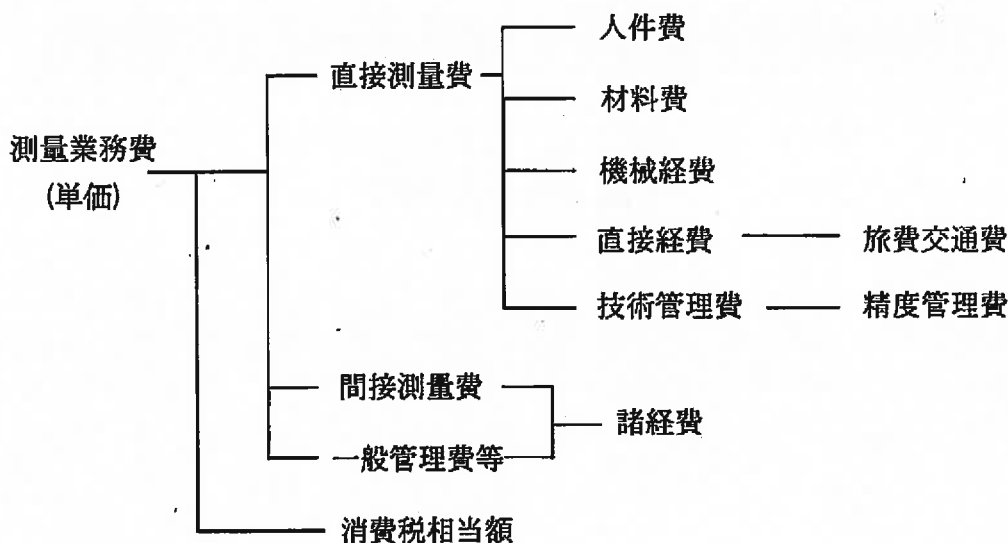 測量業務費
(単価)
直接測量費
人件費
材料費
機械経費
直接経費
旅費交通費
技術管理費
精度管理費
間接測量費
一般管理費等
諸経費
消費税相当額